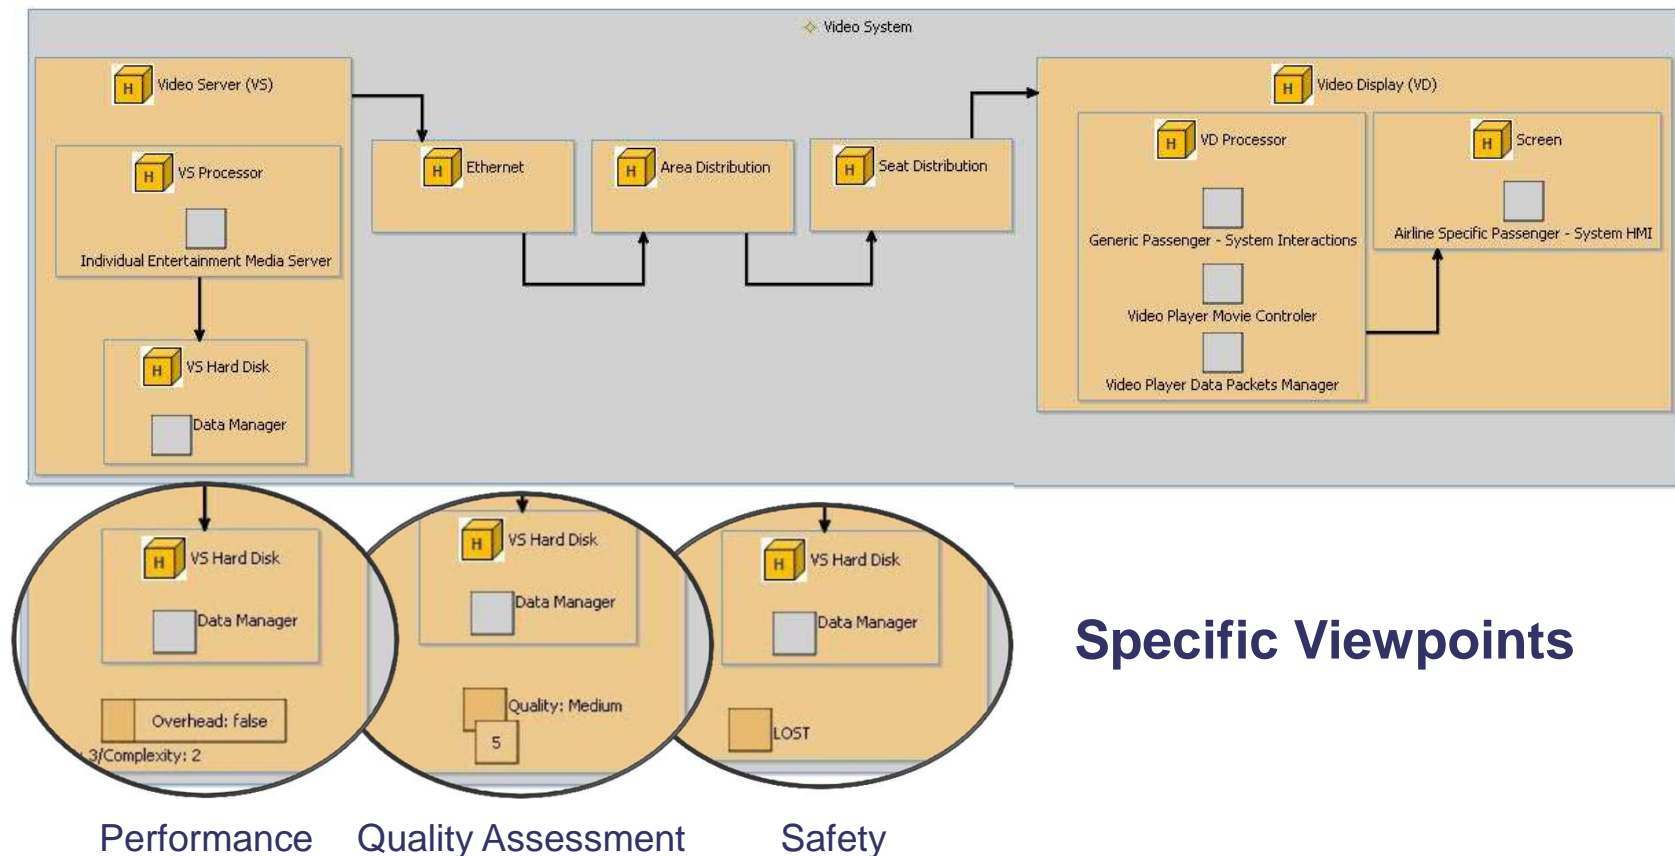 Video System
H Video Server (VS)
H VS Processor
Individual Entertainment Media Server
H VS Hard Disk
Data Manager
H Ethernet
H Area Distribution
H Seat Distribution
H Video Display (VD)
H VD Processor
Generic Passenger - System Interactions
Video Player Movie Controler
Video Player Data Packets Manager
H Screen
Airline Specific Passenger - System HMI
H VS Hard Disk
Data Manager
Overhead: false
3/Complexity: 2
H VS Hard Disk
Data Manager
Quality: Medium
5
H VS Hard Disk
Data Manager
LOST
Specific Viewpoints
Performance
Quality Assessment
Safety